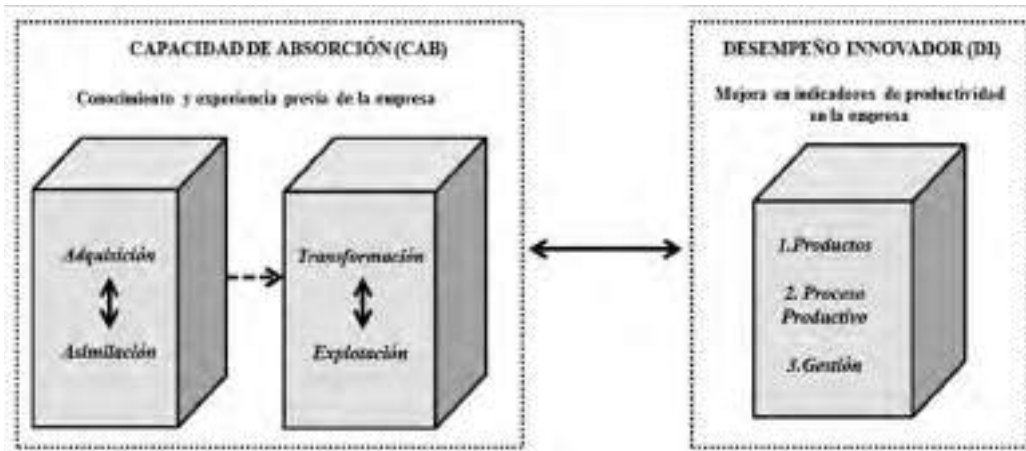 CAPACIDAD DE ABSORCIÓN (CAB)
Conocimiento y experiencia previa de la empresa
Adquisición
Asimilación
Transformación
Explotación
DESEMPEÑO INNOVADOR (DI)
Mejora en indicadores de productividad
en la empresa
1.Productos
2. Proceso
Productivo
3.Gestión